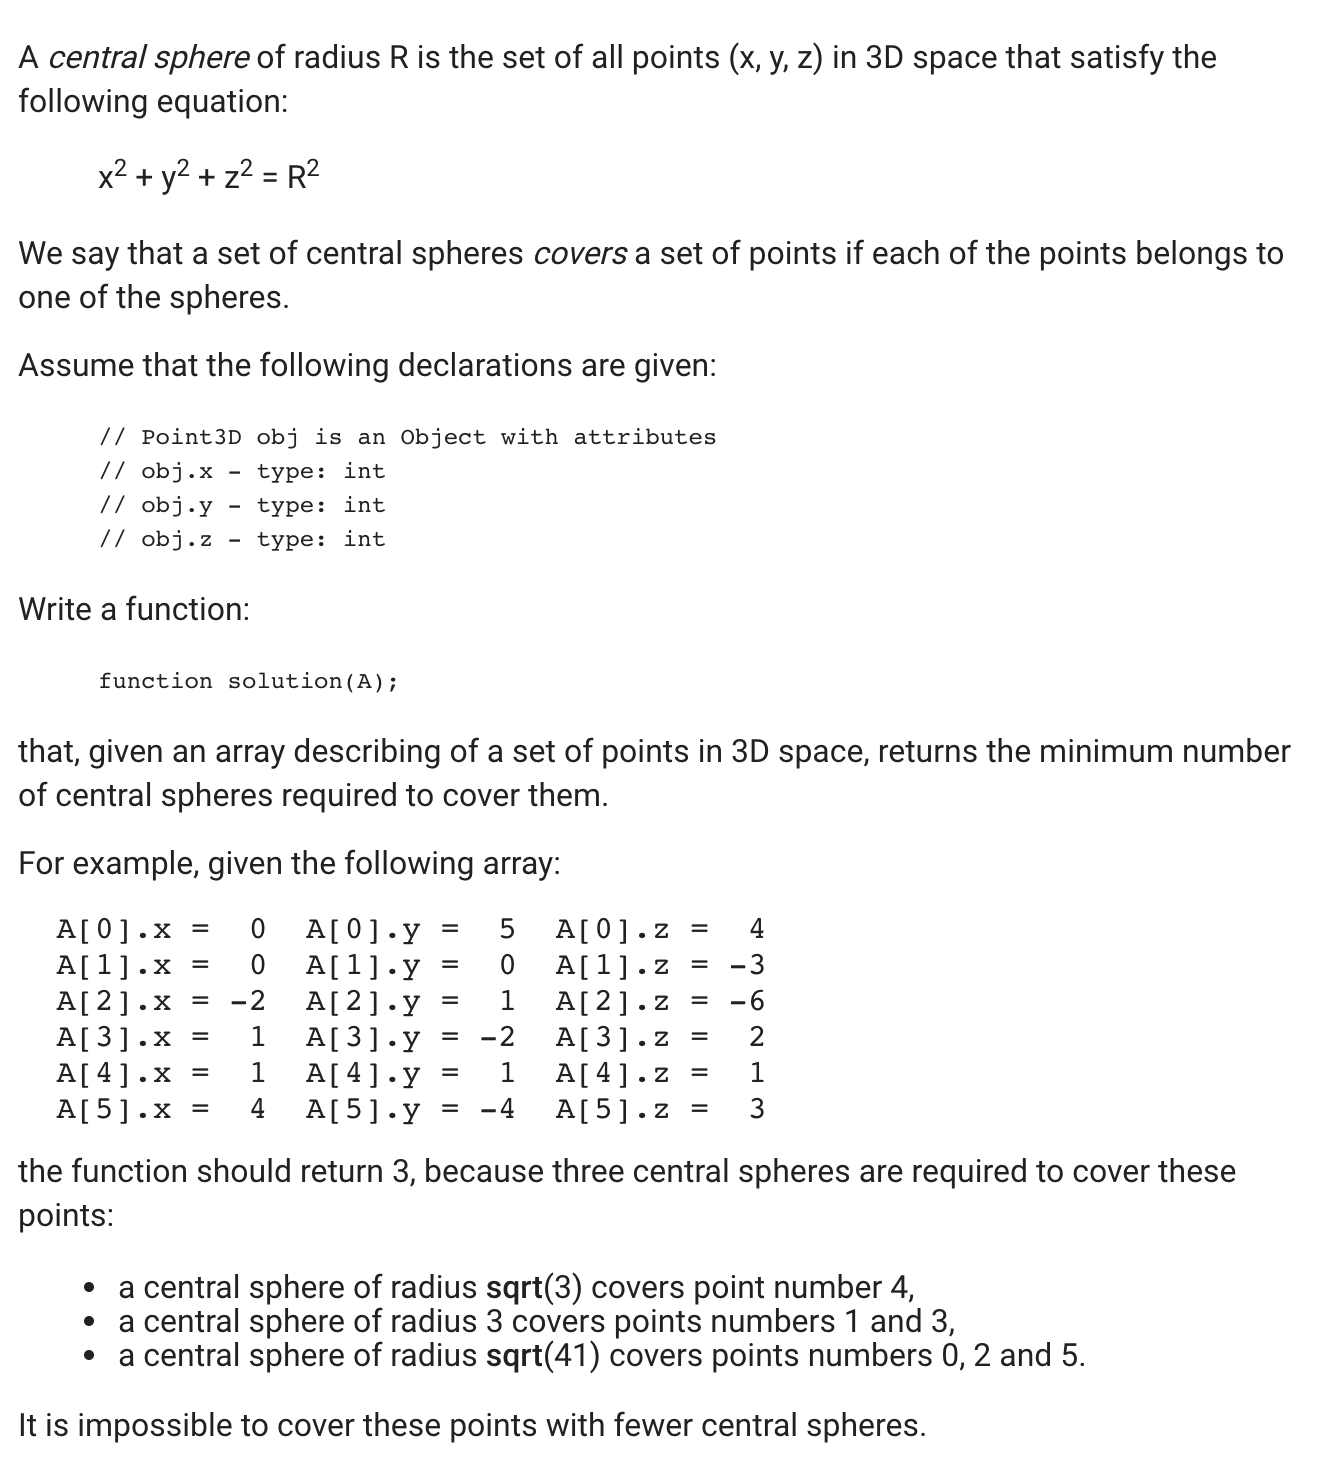 A central sphere of radius R is the set of all points (x, y, z) in 3D space that satisfy the
following equation:
x² + y² + z² = R²
We say that a set of central spheres covers a set of points if each of the points belongs to
one of the spheres.
Assume that the following declarations are given:
// Point3D obj is an Object with attributes
// obj.x - type: int
// obj.y - type: int
// obj.z - type: int
Write a function:
function solution(A);
that, given an array describing of a set of points in 3D space, returns the minimum number
of central spheres required to cover them.
For example, given the following array:
A[0].x =  0  A[0].y =  5  A[0].z =  4
A[1].x =  0  A[1].y =  0  A[1].z = -3
A[2].x = -2  A[2].y =  1  A[2].z = -6
A[3].x =  1  A[3].y = -2  A[3].z =  2
A[4].x =  1  A[4].y =  1  A[4].z =  1
A[5].x =  4  A[5].y = -4  A[5].z =  3
the function should return 3, because three central spheres are required to cover these
points:
• a central sphere of radius sqrt(3) covers point number 4,
• a central sphere of radius 3 covers points numbers 1 and 3,
• a central sphere of radius sqrt(41) covers points numbers 0, 2 and 5.
It is impossible to cover these points with fewer central spheres.